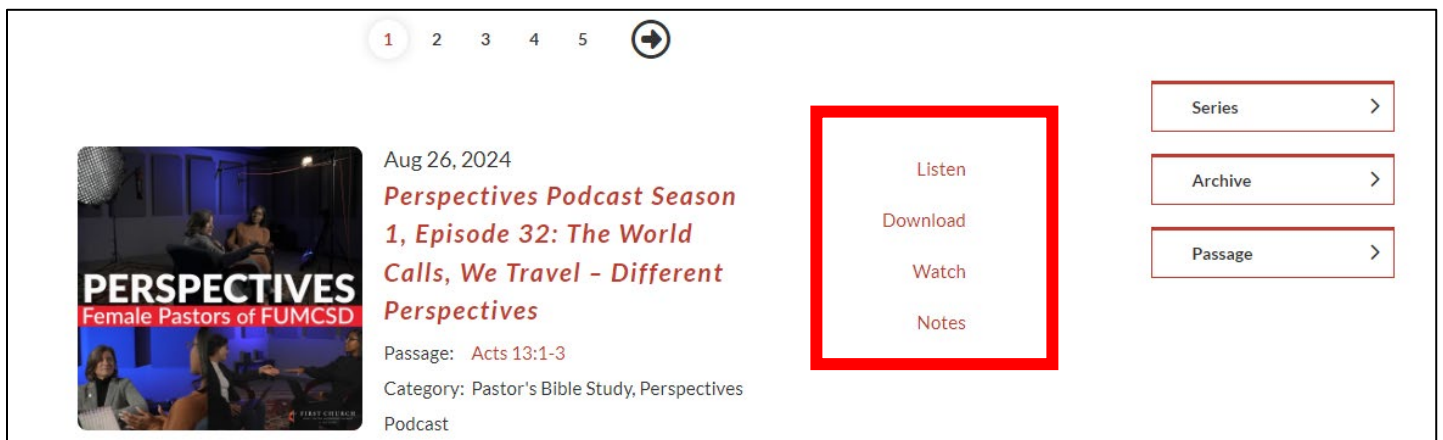 1 2 3 4 5
PERSPECTIVES
Female Pastors of FUMCSD
FIRST CHURCH
Aug 26, 2024
Perspectives Podcast Season
1, Episode 32: The World
Calls, We Travel – Different
Perspectives
Passage: Acts 13:1-3
Category: Pastor's Bible Study, Perspectives
Podcast
Listen
Download
Watch
Notes
Series
Archive
Passage